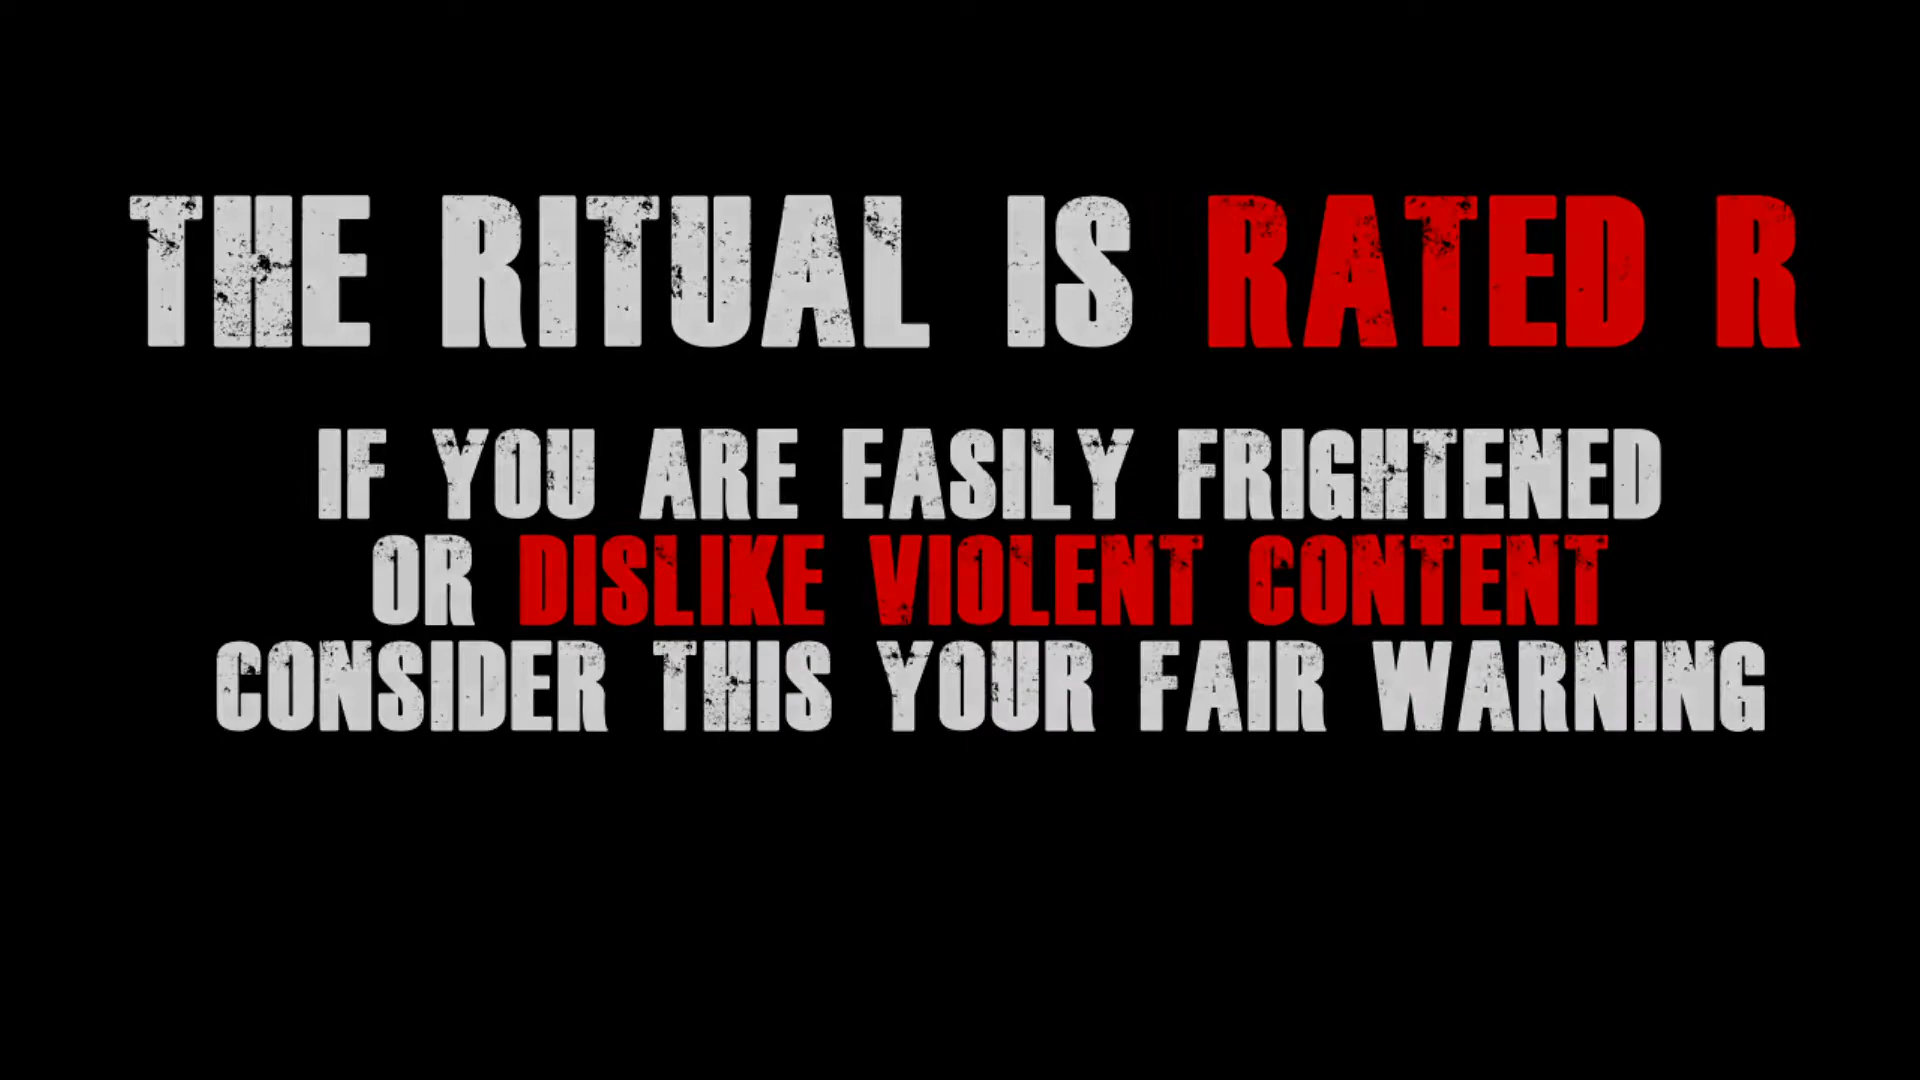 THE RITUAL IS RATED R
IF YOU ARE EASILY FRIGHTENED
OR DISLIKE VIOLENT CONTENT
CONSIDER THIS YOUR FAIR WARNING